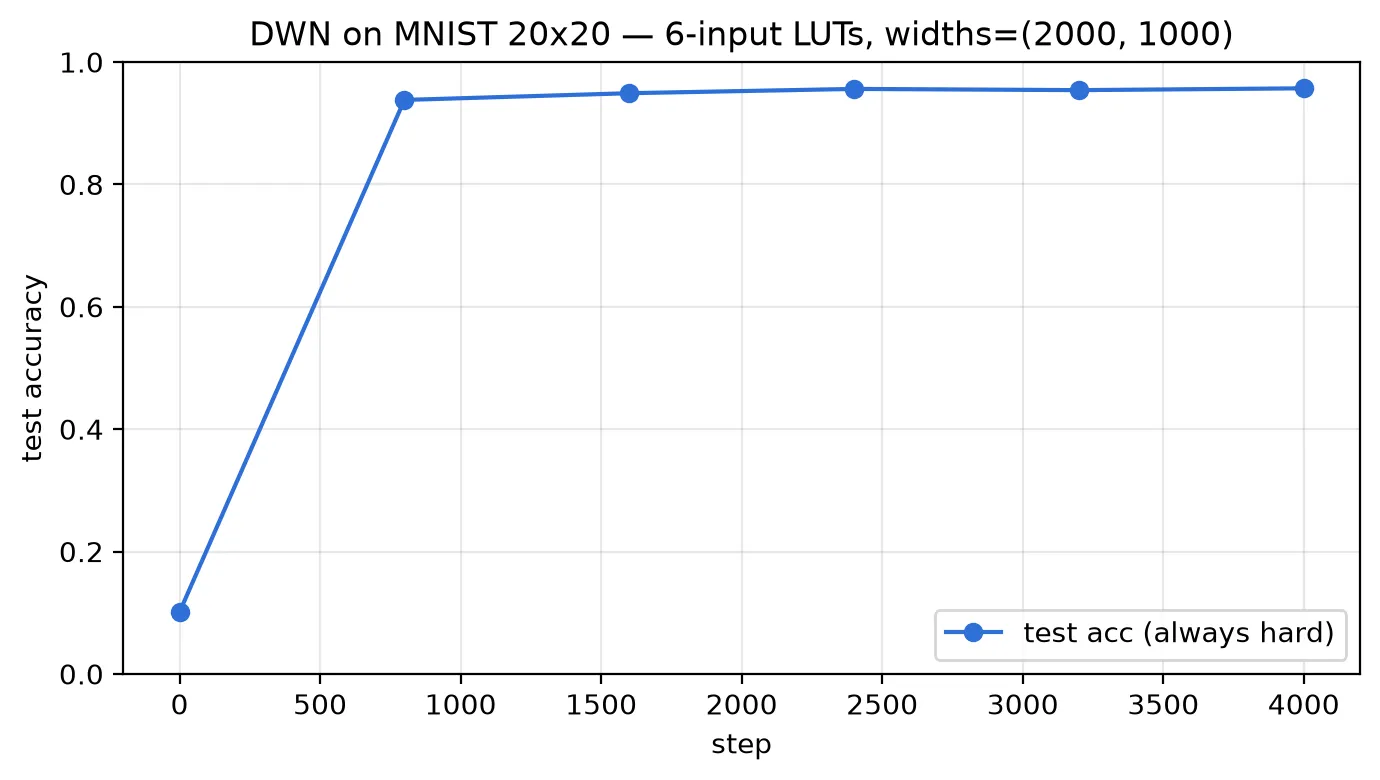 DWN on MNIST 20x20 — 6-input LUTs, widths=(2000, 1000)
1.0
0.8
0.6
0.4
0.2
0.0
test accuracy
test acc (always hard)
0 500 1000 1500 2000 2500 3000 3500 4000
step